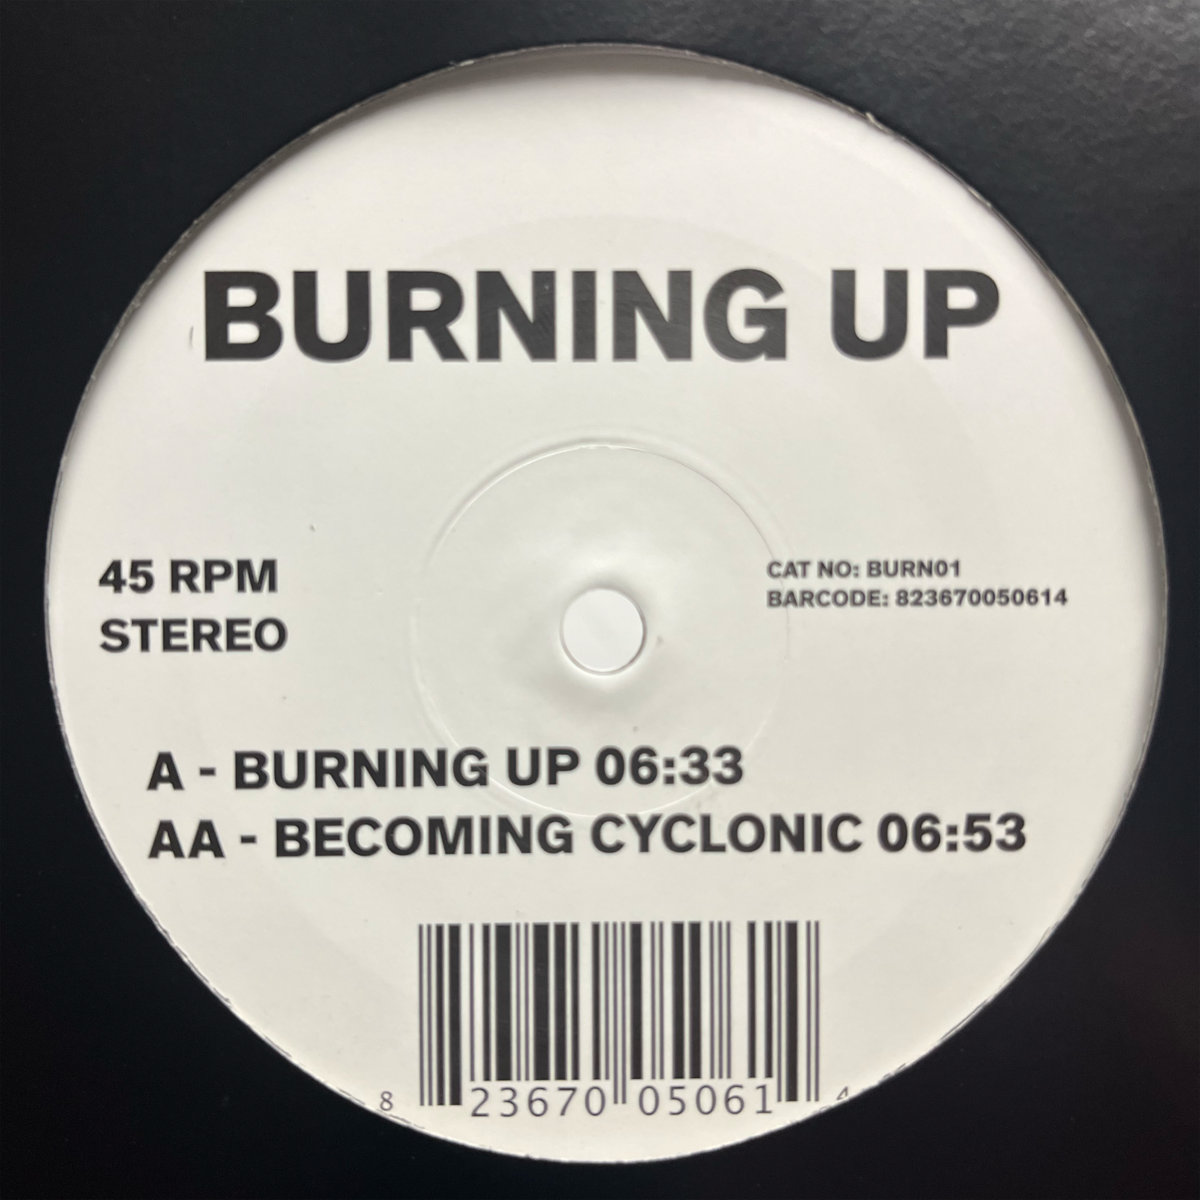 BURNING UP
45 RPM
STEREO
CAT NO: BURN01
BARCODE: 823670050614
A - BURNING UP 06:33
AA - BECOMING CYCLONIC 06:53
8 23670 05061 4